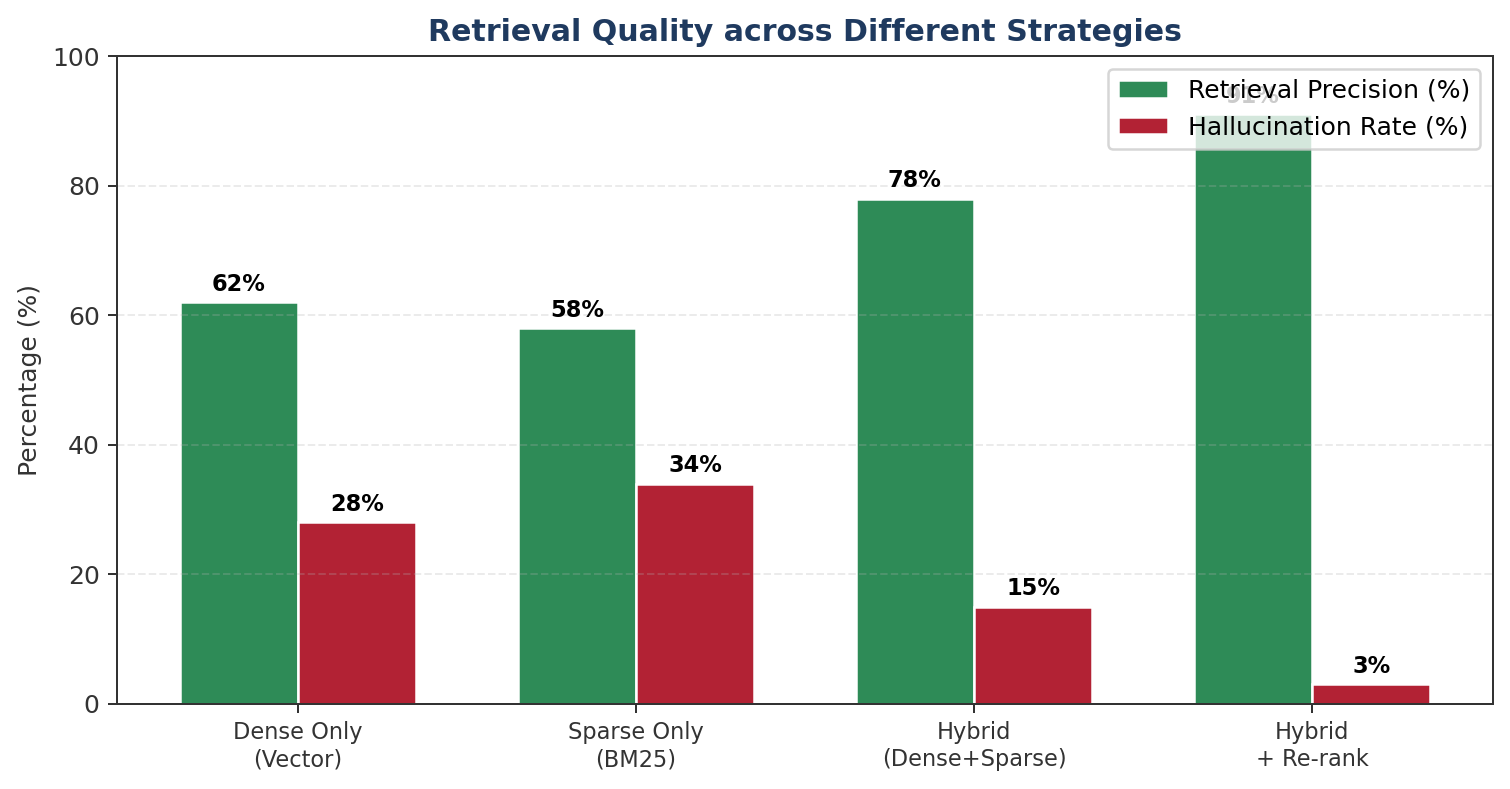 Retrieval Quality across Different Strategies
Percentage (%)
100
80
60
40
20
0
Retrieval Precision (%)
Hallucination Rate (%)
62%
28%
58%
34%
78%
15%
91%
3%
Dense Only
(Vector)
Sparse Only
(BM25)
Hybrid
(Dense+Sparse)
Hybrid
+ Re-rank